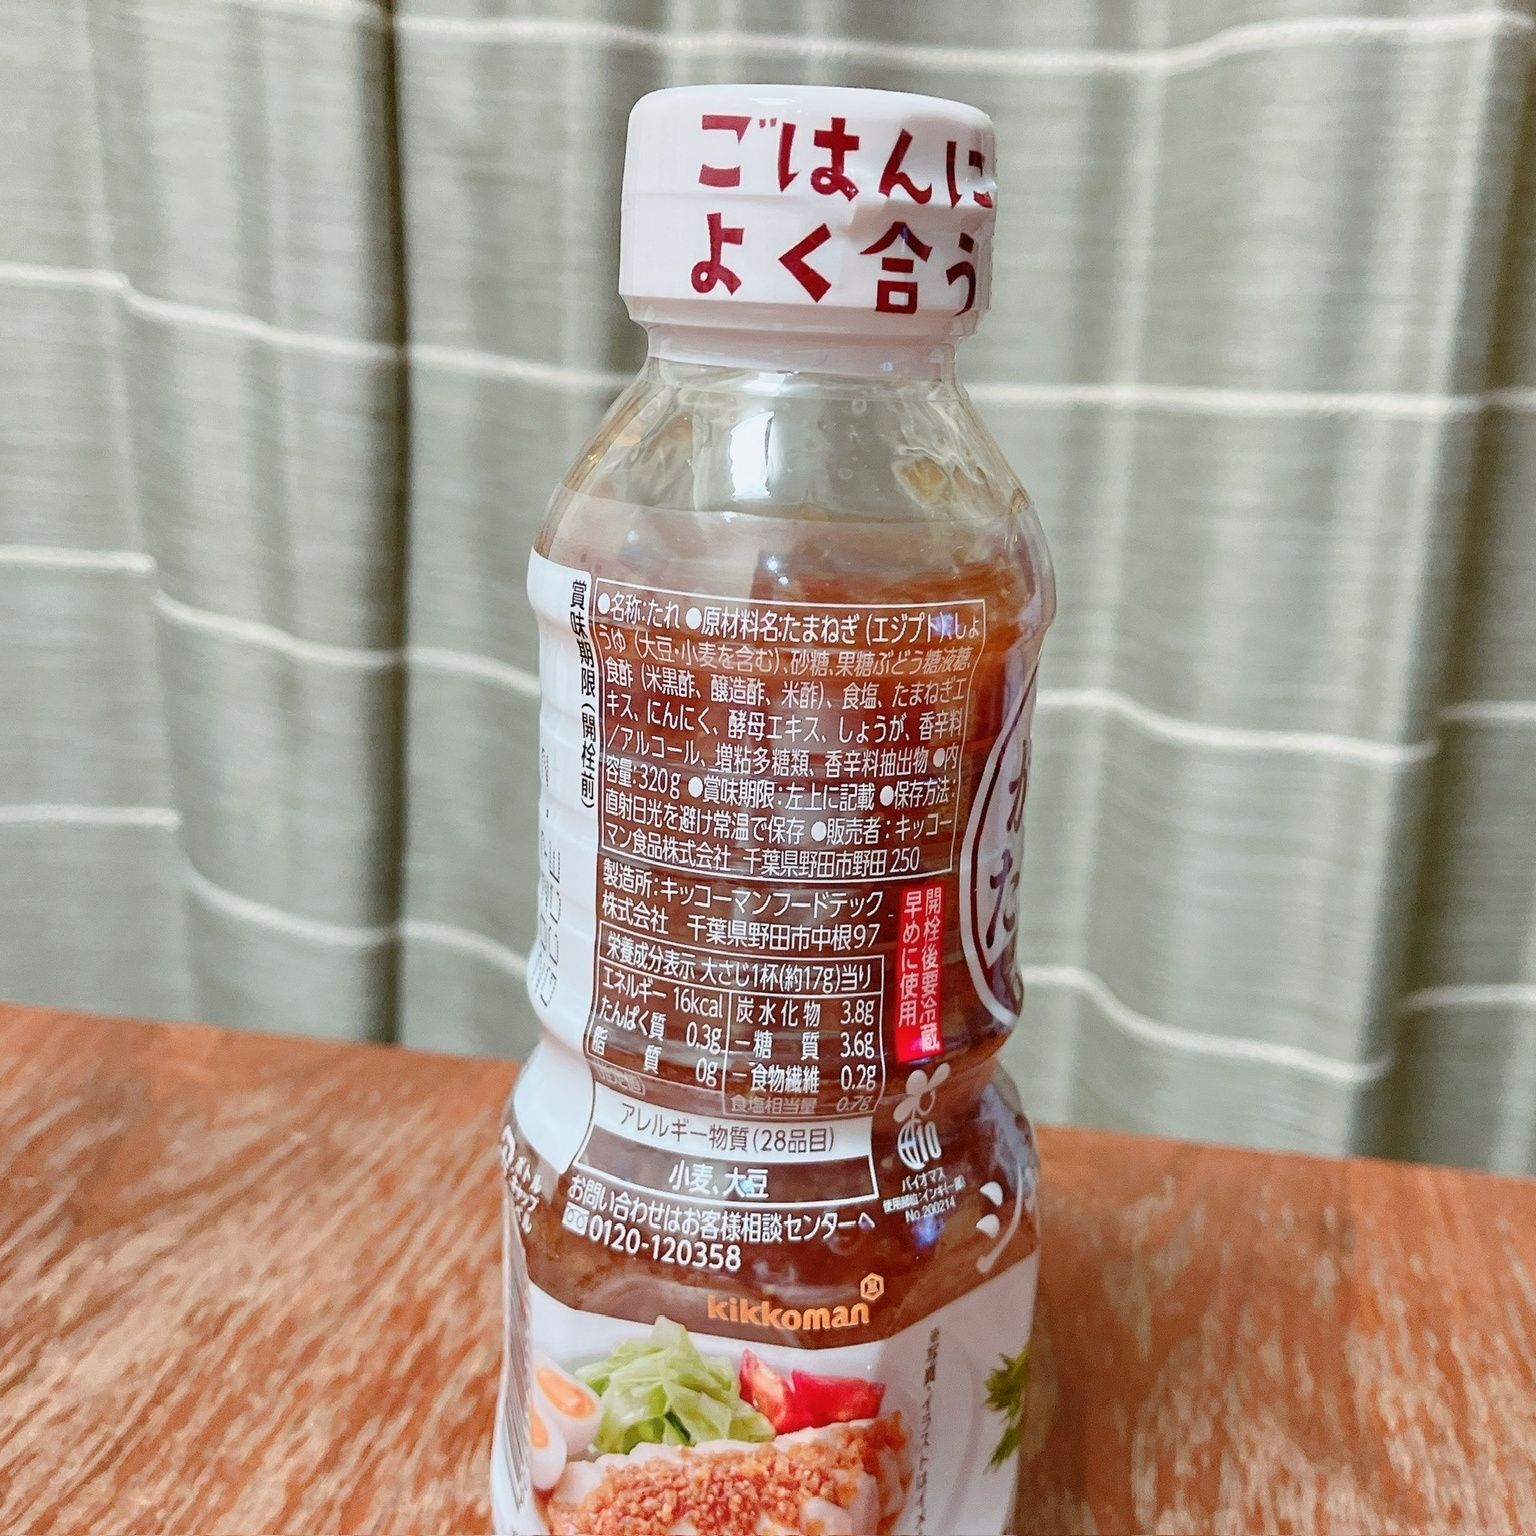 ごはんに
よく合う
賞味期限(開栓前)
●名称:たれ ●原材料名:たまねぎ(エジプト)、しょ
うゆ(大豆・小麦を含む)、砂糖、果糖ぶどう糖液糖、
食酢(米黒酢、醸造酢、米酢)、食塩、たまねぎエ
キス、にんにく、酵母エキス、しょうが、香辛料
/アルコール、増粘多糖類、香辛料抽出物 ●内
容量:320g ●賞味期限:左上に記載 ●保存方法:
直射日光を避け常温で保存 ●販売者:キッコー
マン食品株式会社 千葉県野田市野田250
製造所:キッコーマンフードテック
株式会社 千葉県野田市中根97
開栓後要冷蔵
早めに使用
栄養成分表示 大さじ1杯(約17g)当り
エネルギー 16kcal
たんぱく質 0.3g
脂質 0g
炭水化物 3.8g
−糖質 3.6g
−食物繊維 0.2g
食塩相当量 0.7g
アレルギー物質(28品目)
小麦、大豆
バイオマス
No.200214
お問い合わせはお客様相談センターへ
0120-120358
kikkoman